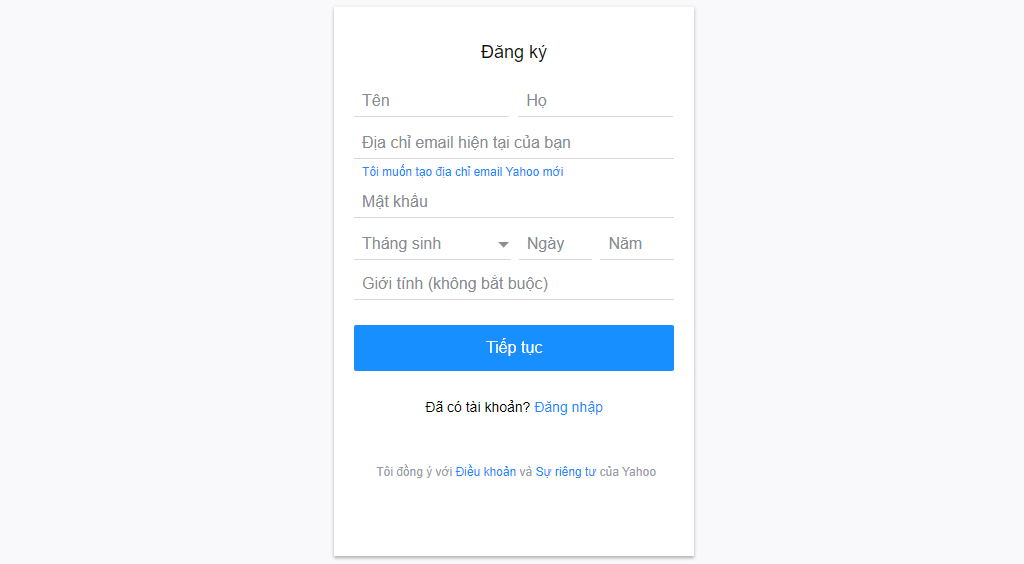 Đăng ký
Tên Họ
Địa chỉ email hiện tại của bạn
Tôi muốn tạo địa chỉ email Yahoo mới
Mật khẩu
Tháng sinh Ngày Năm
Giới tính (không bắt buộc)
Tiếp tục
Đã có tài khoản? Đăng nhập
Tôi đồng ý với Điều khoản và Sự riêng tư của Yahoo